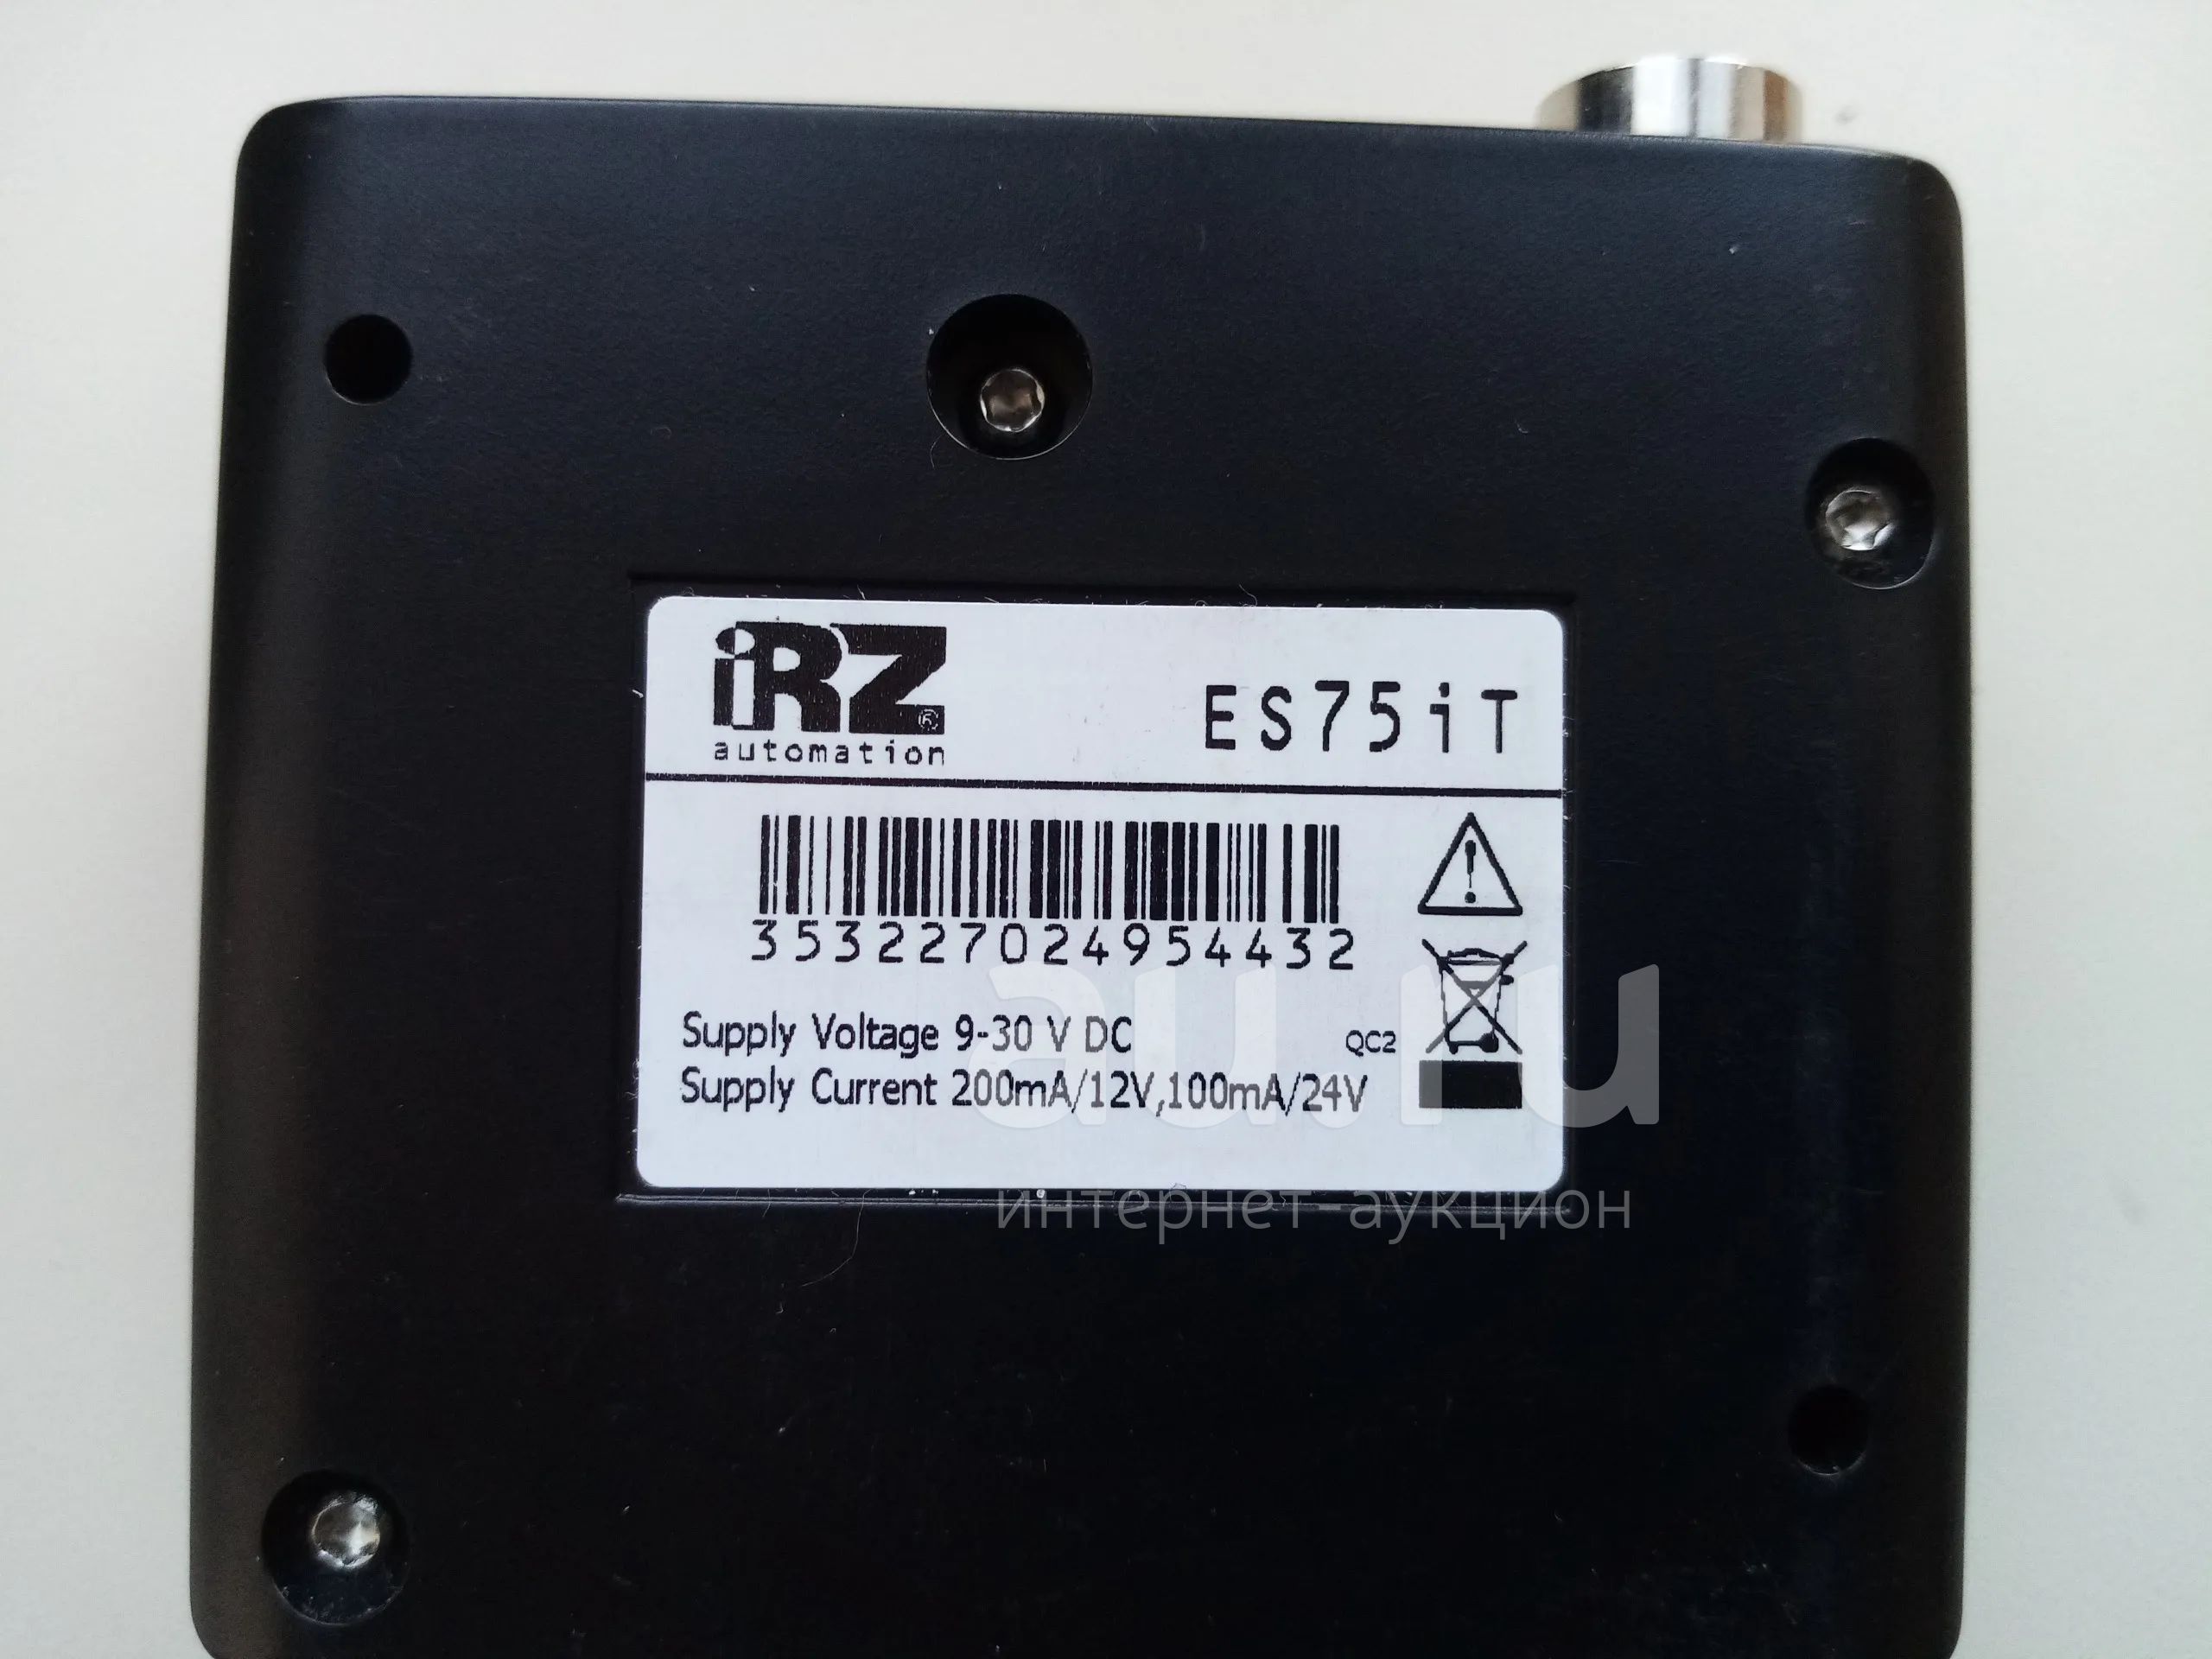 iRZ®
automation
ES75iT
353227024954432
Supply Voltage 9-30 V DC
QC2
Supply Current 200mA/12V,100mA/24V
au.ru
интернет-аукцион